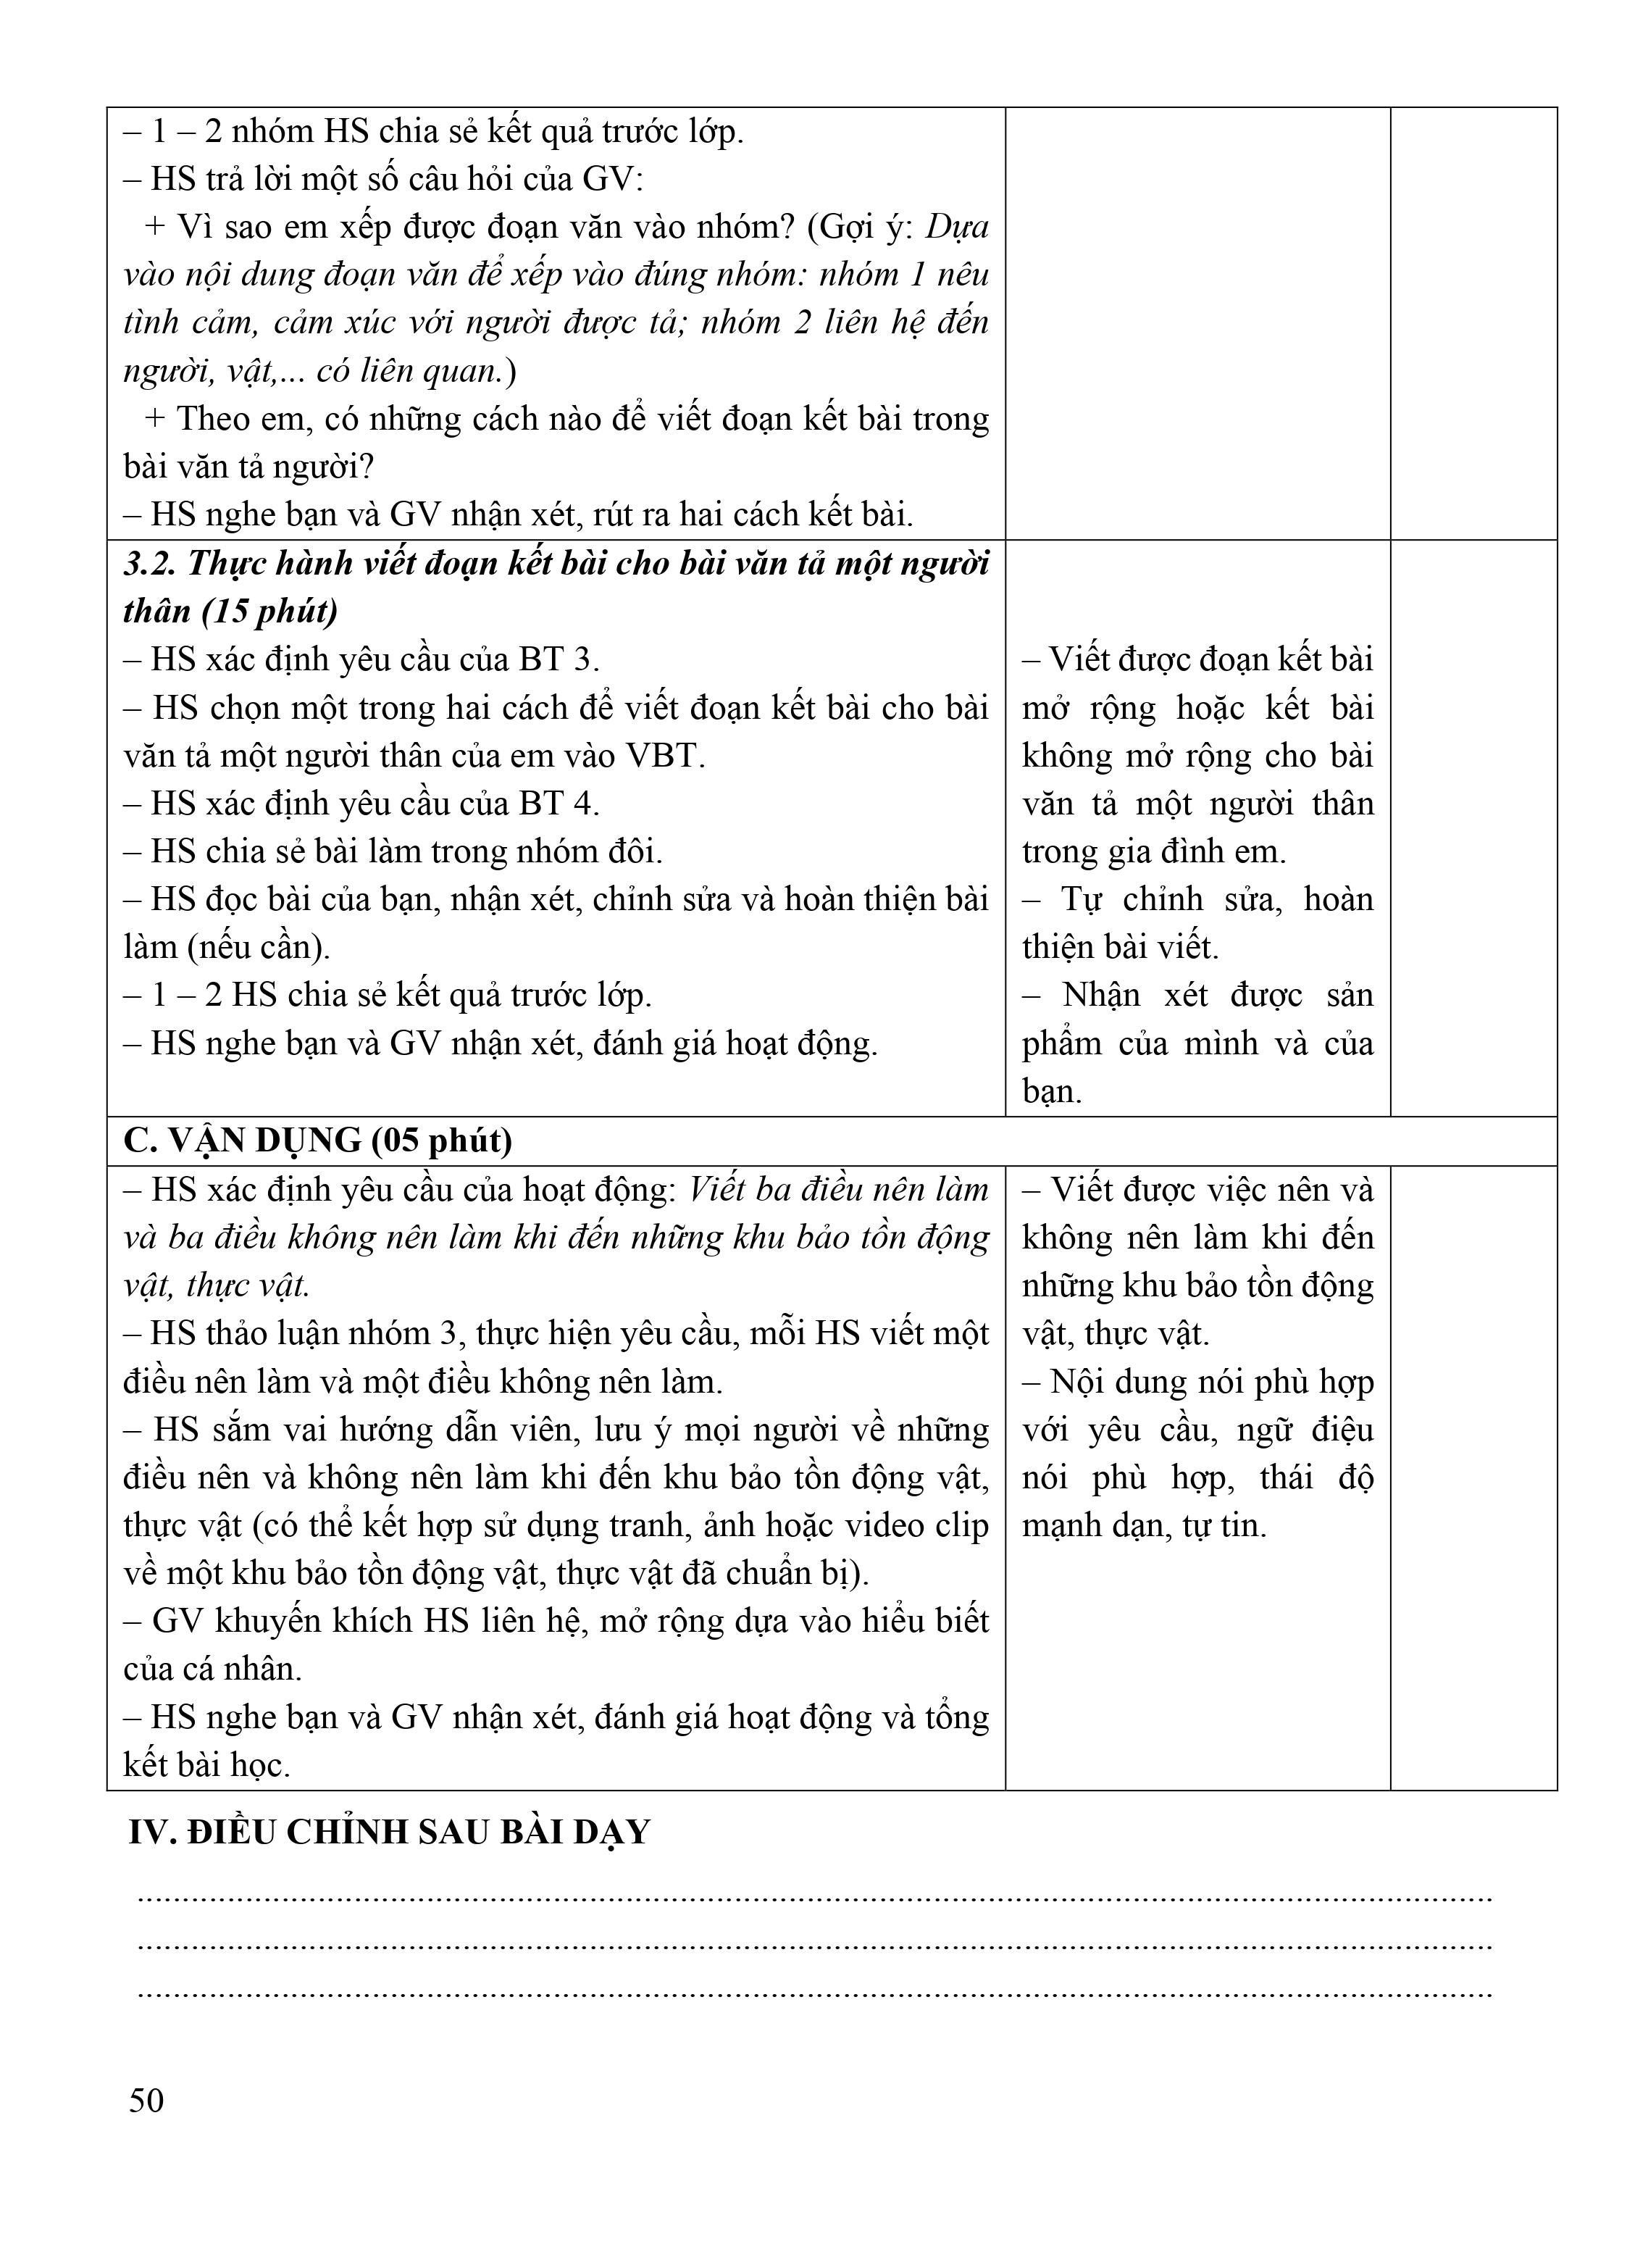 – 1 – 2 nhóm HS chia sẻ kết quả trước lớp.
– HS trả lời một số câu hỏi của GV:
+ Vì sao em xếp được đoạn văn vào nhóm? (Gợi ý: Dựa
vào nội dung đoạn văn để xếp vào đúng nhóm: nhóm 1 nêu
tình cảm, cảm xúc với người được tả; nhóm 2 liên hệ đến
người, vật,... có liên quan.)
+ Theo em, có những cách nào để viết đoạn kết bài trong
bài văn tả người?
– HS nghe bạn và GV nhận xét, rút ra hai cách kết bài.
3.2. Thực hành viết đoạn kết bài cho bài văn tả một người
thân (15 phút)
– HS xác định yêu cầu của BT 3.
– HS chọn một trong hai cách để viết đoạn kết bài cho bài
văn tả một người thân của em vào VBT.
– HS xác định yêu cầu của BT 4.
– HS chia sẻ bài làm trong nhóm đôi.
– HS đọc bài của bạn, nhận xét, chỉnh sửa và hoàn thiện bài
làm (nếu cần).
– 1 – 2 HS chia sẻ kết quả trước lớp.
– HS nghe bạn và GV nhận xét, đánh giá hoạt động.
– Viết được đoạn kết bài
mở rộng hoặc kết bài
không mở rộng cho bài
văn tả một người thân
trong gia đình em.
– Tự chỉnh sửa, hoàn
thiện bài viết.
– Nhận xét được sản
phẩm của mình và của
bạn.
C. VẬN DỤNG (05 phút)
– HS xác định yêu cầu của hoạt động: Viết ba điều nên làm
và ba điều không nên làm khi đến những khu bảo tồn động
vật, thực vật.
– HS thảo luận nhóm 3, thực hiện yêu cầu, mỗi HS viết một
điều nên làm và một điều không nên làm.
– HS sắm vai hướng dẫn viên, lưu ý mọi người về những
điều nên và không nên làm khi đến khu bảo tồn động vật,
thực vật (có thể kết hợp sử dụng tranh, ảnh hoặc video clip
về một khu bảo tồn động vật, thực vật đã chuẩn bị).
– GV khuyến khích HS liên hệ, mở rộng dựa vào hiểu biết
của cá nhân.
– HS nghe bạn và GV nhận xét, đánh giá hoạt động và tổng
kết bài học.
– Viết được việc nên và
không nên làm khi đến
những khu bảo tồn động
vật, thực vật.
– Nội dung nói phù hợp
với yêu cầu, ngữ điệu
nói phù hợp, thái độ
mạnh dạn, tự tin.
IV. ĐIỀU CHỈNH SAU BÀI DẠY
50